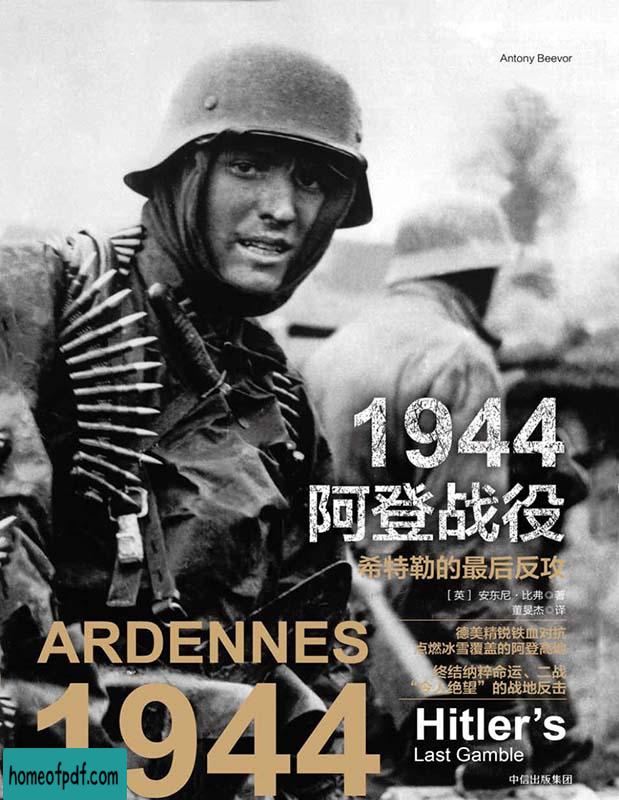 Antony Beevor
1944
阿登战役
希特勒的最后反攻
[英] 安东尼·比弗 著
董旻杰 译
德美精锐铁血对抗
点燃冰雪覆盖的阿登高地
终结纳粹命运、二战
“令人绝望”的战地反击
ARDENNES
1944
Hitler's
Last Gamble
中信出版集团
homeofpdf.com